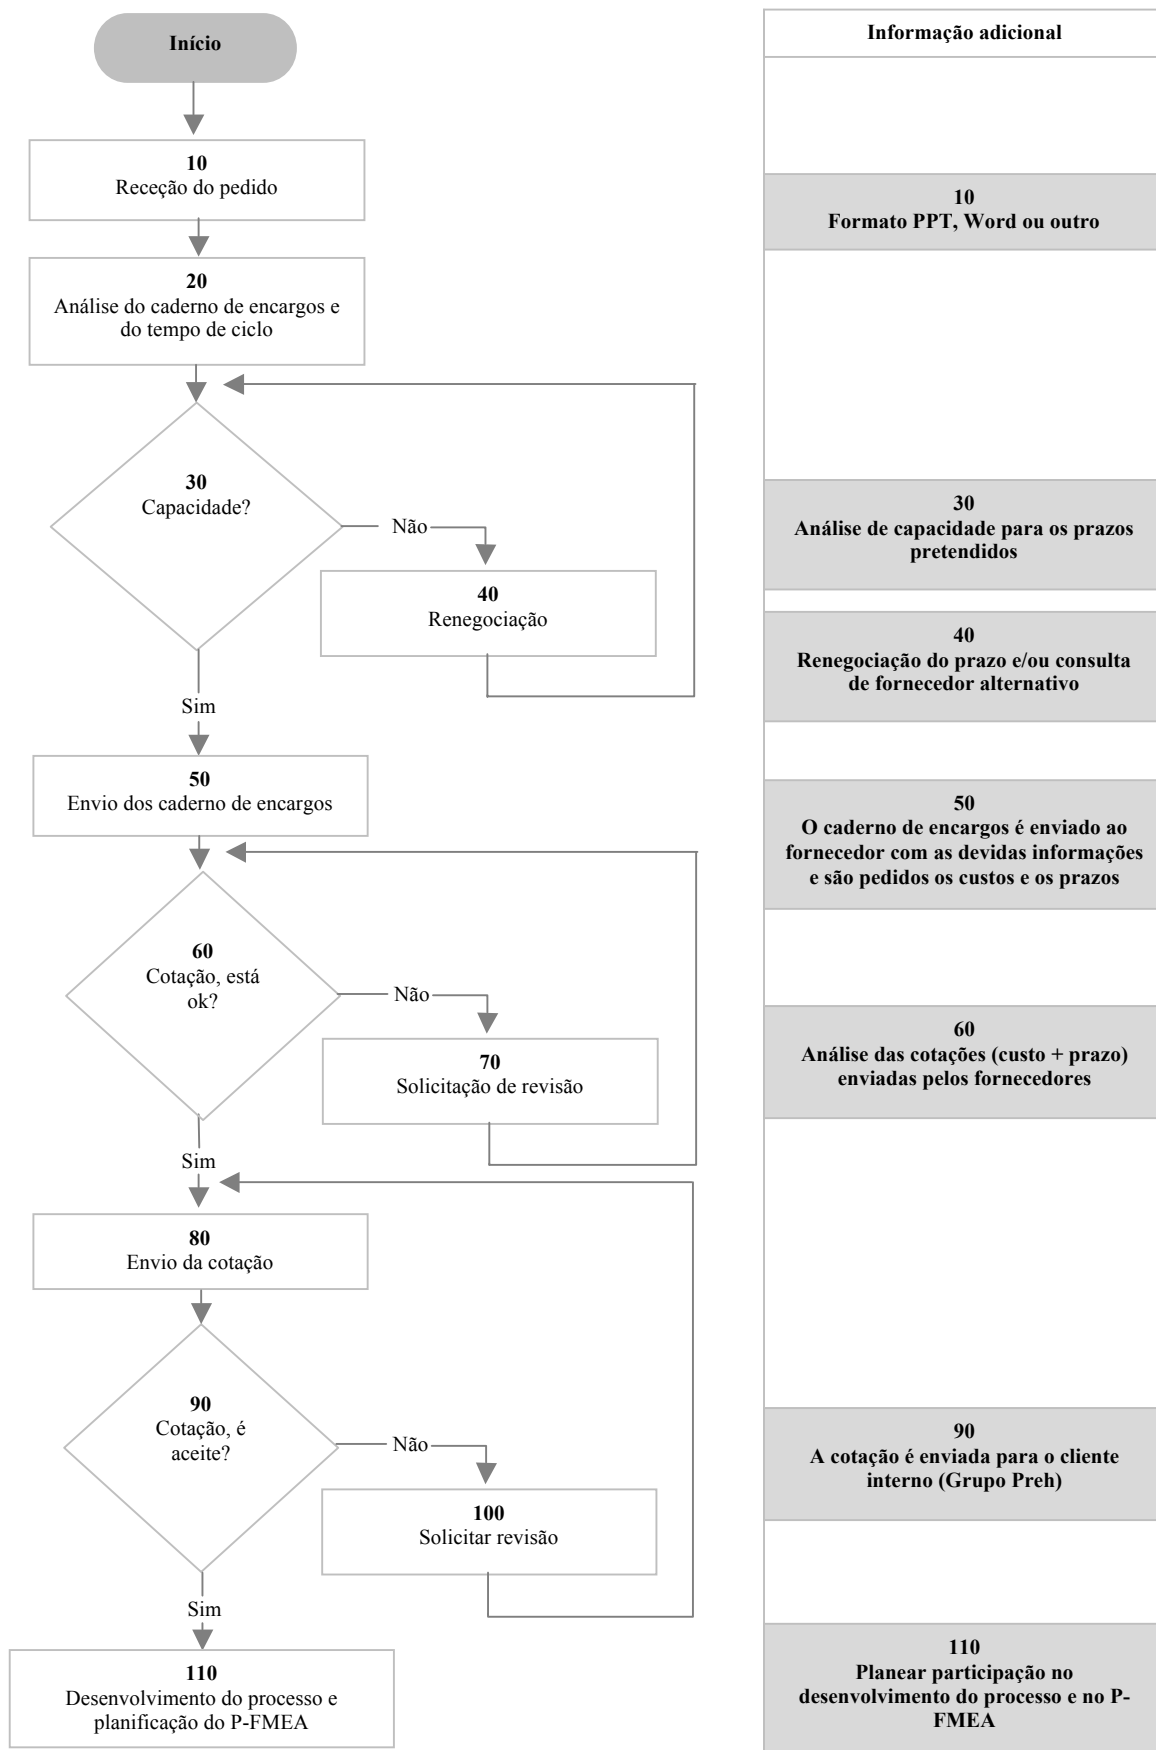 Início
10
Receção do pedido
20
Análise do caderno de encargos e
do tempo de ciclo
30
Capacidade?
Não
40
Renegociação
Sim
50
Envio dos caderno de encargos
60
Cotação, está
ok?
Não
70
Solicitação de revisão
Sim
80
Envio da cotação
90
Cotação, é
aceite?
Não
100
Solicitar revisão
Sim
110
Desenvolvimento do processo e
planificação do P-FMEA
Informação adicional
10
Formato PPT, Word ou outro
30
Análise de capacidade para os prazos
pretendidos
40
Renegociação do prazo e/ou consulta
de fornecedor alternativo
50
O caderno de encargos é enviado ao
fornecedor com as devidas informações
e são pedidos os custos e os prazos
60
Análise das cotações (custo + prazo)
enviadas pelos fornecedores
90
A cotação é enviada para o cliente
interno (Grupo Preh)
110
Planear participação no
desenvolvimento do processo e no P-
FMEA